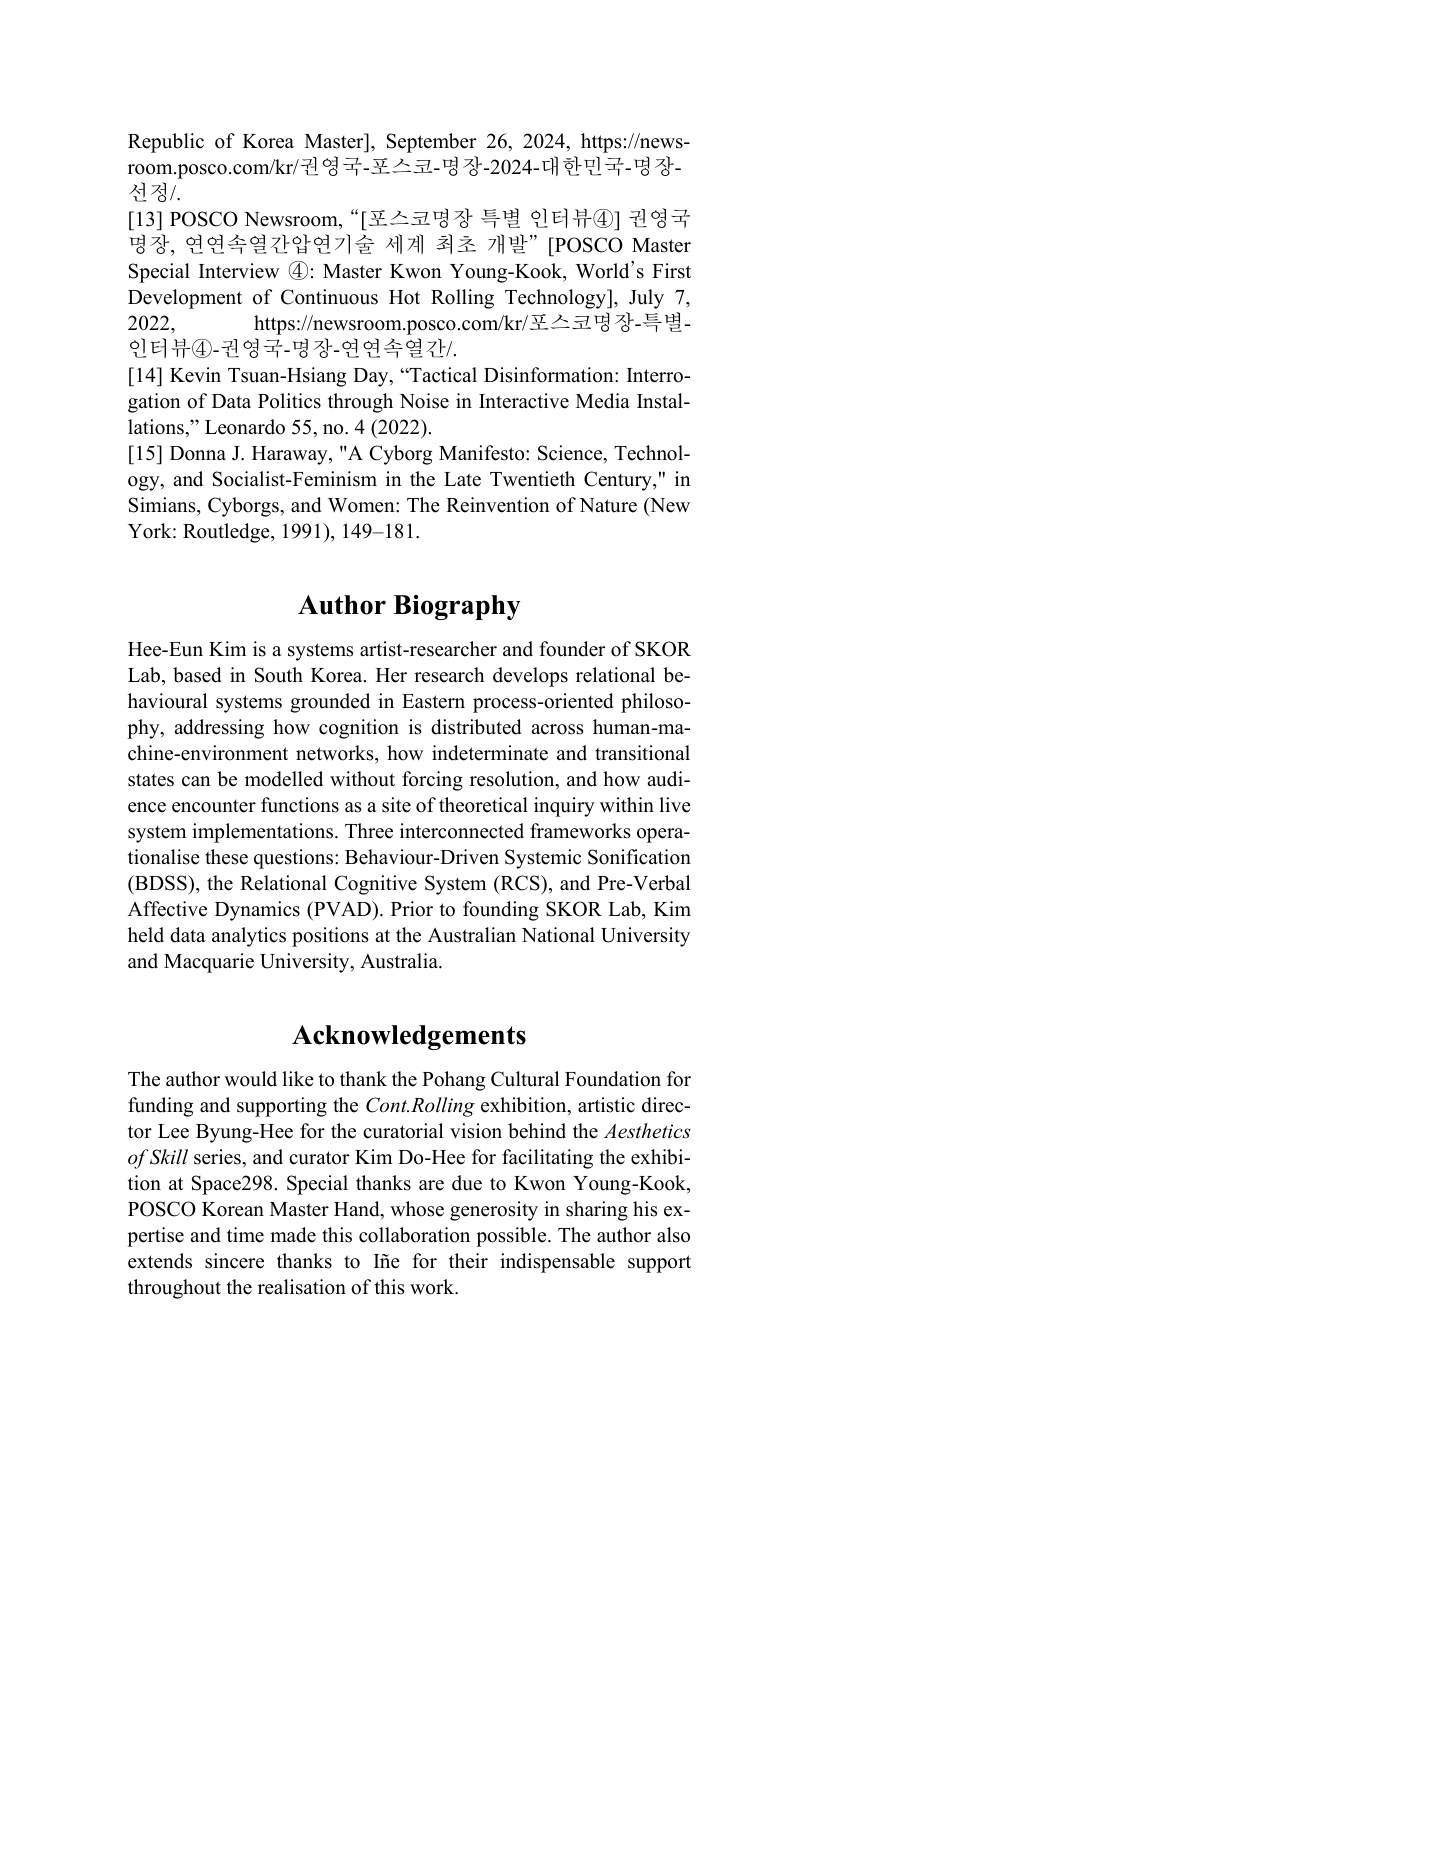 Republic of Korea Master], September 26, 2024, https://news-
room.posco.com/kr/권영국-포스코-명장-2024-대한민국-명장-
선정/.
[13] POSCO Newsroom, “[포스코명장 특별 인터뷰④] 권영국
명장, 연연속열간압연기술 세계 최초 개발” [POSCO Master
Special Interview ④: Master Kwon Young-Kook, World’s First
Development of Continuous Hot Rolling Technology], July 7,
2022, https://newsroom.posco.com/kr/포스코명장-특별-
인터뷰④-권영국-명장-연연속열간/.
[14] Kevin Tsuan-Hsiang Day, “Tactical Disinformation: Interro-
gation of Data Politics through Noise in Interactive Media Instal-
lations,” Leonardo 55, no. 4 (2022).
[15] Donna J. Haraway, "A Cyborg Manifesto: Science, Technol-
ogy, and Socialist-Feminism in the Late Twentieth Century," in
Simians, Cyborgs, and Women: The Reinvention of Nature (New
York: Routledge, 1991), 149–181.
Author Biography
Hee-Eun Kim is a systems artist-researcher and founder of SKOR
Lab, based in South Korea. Her research develops relational be-
havioural systems grounded in Eastern process-oriented philoso-
phy, addressing how cognition is distributed across human-ma-
chine-environment networks, how indeterminate and transitional
states can be modelled without forcing resolution, and how audi-
ence encounter functions as a site of theoretical inquiry within live
system implementations. Three interconnected frameworks opera-
tionalise these questions: Behaviour-Driven Systemic Sonification
(BDSS), the Relational Cognitive System (RCS), and Pre-Verbal
Affective Dynamics (PVAD). Prior to founding SKOR Lab, Kim
held data analytics positions at the Australian National University
and Macquarie University, Australia.
Acknowledgements
The author would like to thank the Pohang Cultural Foundation for
funding and supporting the Cont.Rolling exhibition, artistic direc-
tor Lee Byung-Hee for the curatorial vision behind the Aesthetics
of Skill series, and curator Kim Do-Hee for facilitating the exhibi-
tion at Space298. Special thanks are due to Kwon Young-Kook,
POSCO Korean Master Hand, whose generosity in sharing his ex-
pertise and time made this collaboration possible. The author also
extends sincere thanks to Iñe for their indispensable support
throughout the realisation of this work.